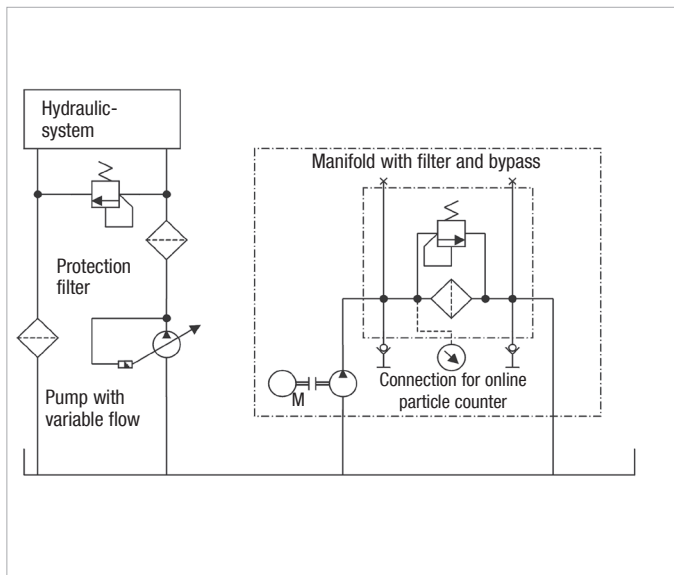 Hydraulic-
system
Manifold with filter and bypass
Protection
filter
Pump with
variable flow
M
Connection for online
particle counter